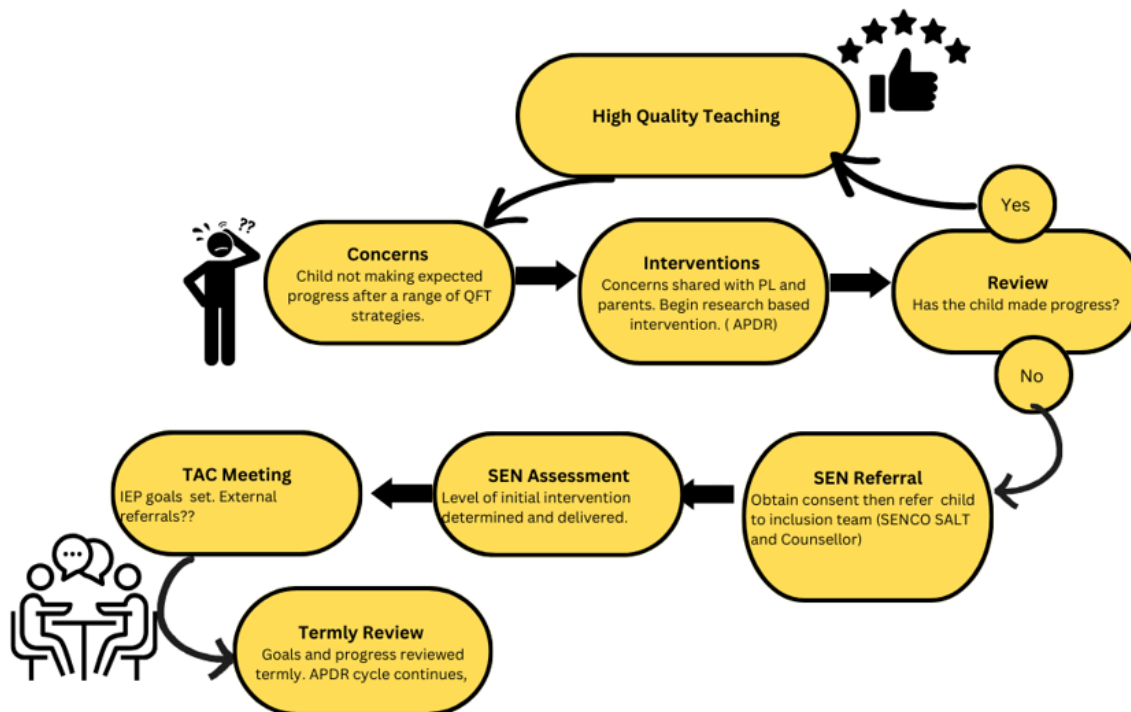 High Quality Teaching
??
Concerns
Child not making expected
progress after a range of QFT
strategies.
Interventions
Concerns shared with PL and
parents. Begin research based
intervention. ( APDR)
Yes
Review
Has the child made progress?
No
SEN Referral
Obtain consent then refer child
to inclusion team (SENCO SALT
and Counsellor)
SEN Assessment
Level of initial intervention
determined and delivered.
TAC Meeting
IEP goals set. External
referrals??
Termly Review
Goals and progress reviewed
termly. APDR cycle continues,